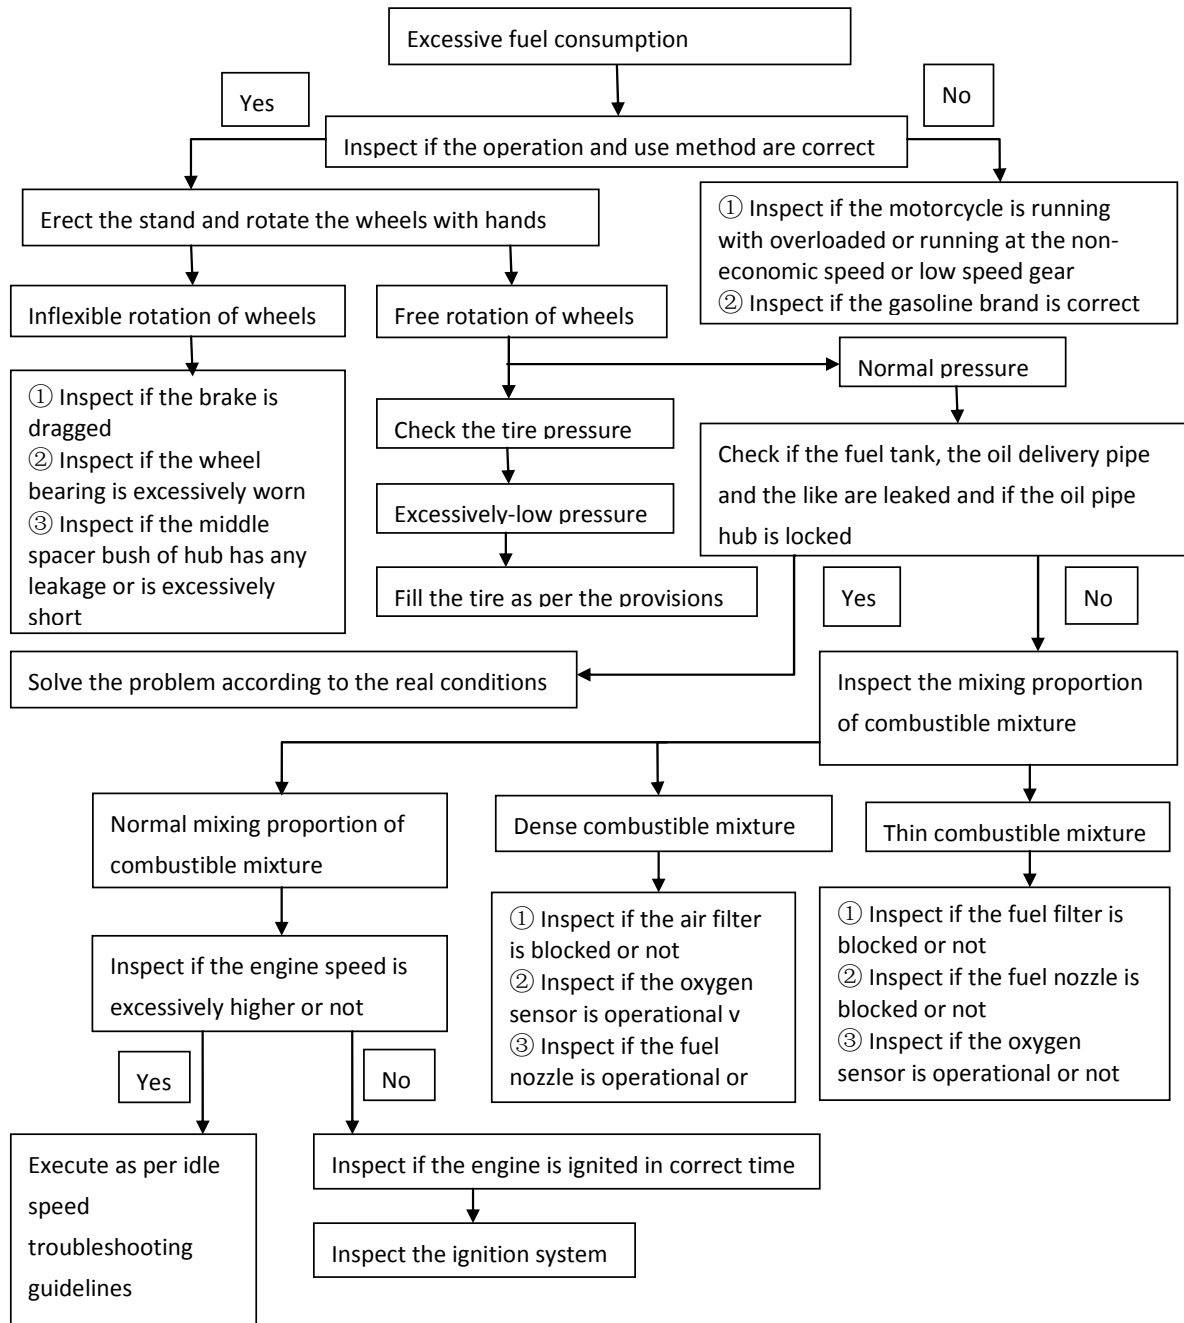 Excessive fuel consumption
Yes
No
Inspect if the operation and use method are correct
Erect the stand and rotate the wheels with hands
① Inspect if the motorcycle is running
with overloaded or running at the non-
economic speed or low speed gear
② Inspect if the gasoline brand is correct
Inflexible rotation of wheels
Free rotation of wheels
Normal pressure
① Inspect if the brake is
dragged
② Inspect if the wheel
bearing is excessively worn
③ Inspect if the middle
spacer bush of hub has any
leakage or is excessively
short
Check the tire pressure
Excessively-low pressure
Fill the tire as per the provisions
Check if the fuel tank, the oil delivery pipe
and the like are leaked and if the oil pipe
hub is locked
Yes
No
Solve the problem according to the real conditions
Inspect the mixing proportion
of combustible mixture
Normal mixing proportion of
combustible mixture
Dense combustible mixture
Thin combustible mixture
Inspect if the engine speed is
excessively higher or not
① Inspect if the air filter
is blocked or not
② Inspect if the oxygen
sensor is operational v
③ Inspect if the fuel
nozzle is operational or
① Inspect if the fuel filter is
blocked or not
② Inspect if the fuel nozzle is
blocked or not
③ Inspect if the oxygen
sensor is operational or not
Yes
No
Execute as per idle
speed
troubleshooting
guidelines
Inspect if the engine is ignited in correct time
Inspect the ignition system